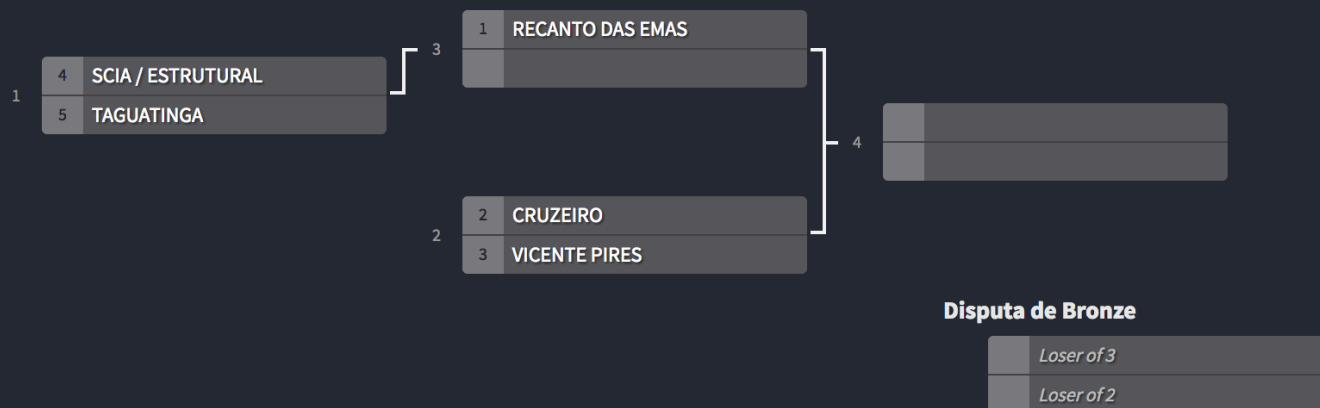 1
4 SCIA / ESTRUTURAL
5 TAGUATINGA
3
1 RECANTO DAS EMAS
2
2 CRUZEIRO
3 VICENTE PIRES
4
Disputa de Bronze
Loser of 3
Loser of 2